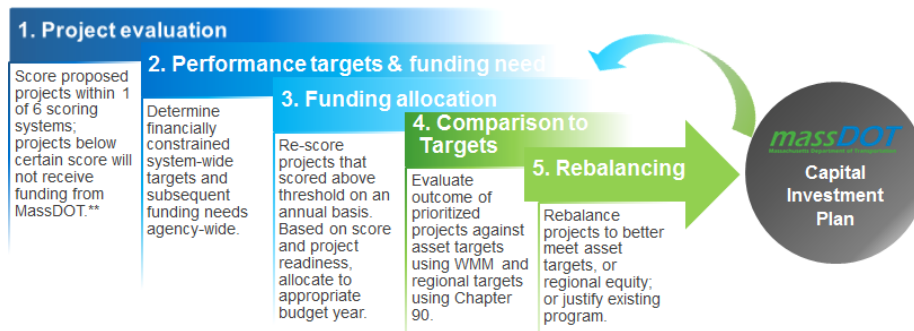 1. Project evaluation
Score proposed
projects within 1
of 6 scoring
systems;
projects below
certain score will
not receive
funding from
MassDOT.**
2. Performance targets & funding need
Determine
financially
constrained
system-wide
targets and
subsequent
funding needs
agency-wide.
3. Funding allocation
Re-score
projects that
scored above
threshold on an
annual basis.
Based on score
and project
readiness,
allocate to
appropriate
budget year.
4. Comparison to
Targets
Evaluate
outcome of
prioritized
projects against
asset targets
using WMM and
regional targets
using Chapter
90.
5. Rebalancing
Rebalance
projects to better
meet asset
targets, or
regional equity;
or justify existing
program.
massDOT
Massachusetts Department of Transportation
Capital
Investment
Plan